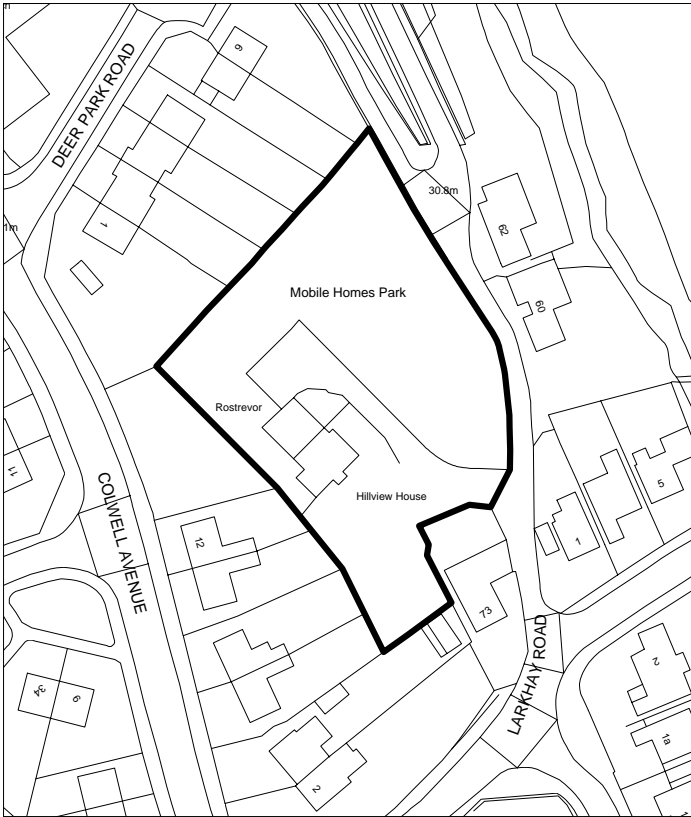 DEER PARK ROAD
6
1
1m
30.8m
62
Mobile Homes Park
60
Rostrevor
11
Hillview House
5
COLWELL AVENUE
12
1
73
LARKHAY ROAD
2
34
9
1a
2